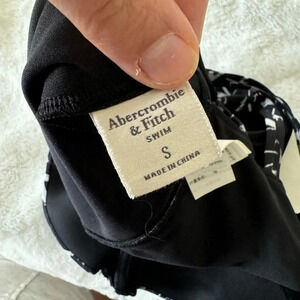 Abercrombie
& Fitch
SWIM
S
MADE IN CHINA